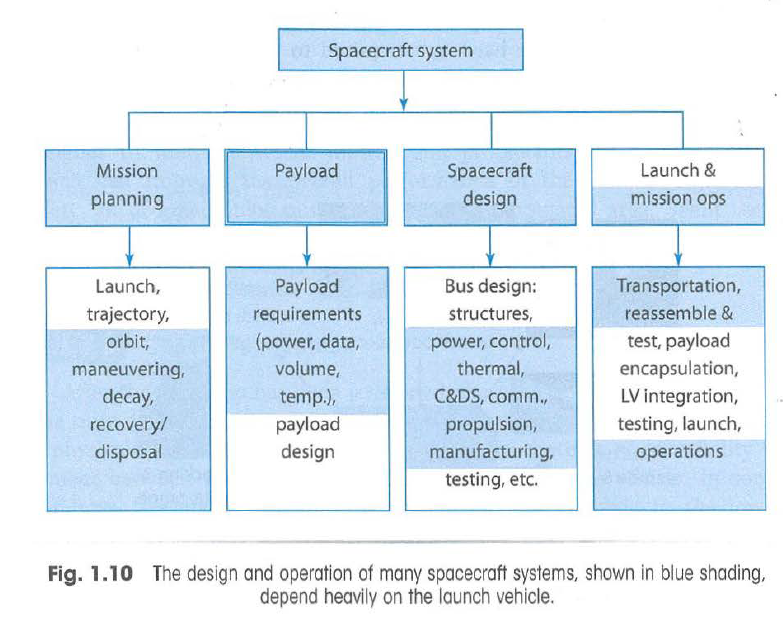 Spacecraft system
Mission
planning
Payload
Spacecraft
design
Launch &
mission ops
Launch,
trajectory,
orbit,
maneuvering,
decay,
recovery/
disposal
Payload
requirements
(power, data,
volume,
temp.),
payload
design
Bus design:
structures,
power, control,
thermal,
C&DS, comm.,
propulsion,
manufacturing,
testing, etc.
Transportation,
reassemble &
test, payload
encapsulation,
LV integration,
testing, launch,
operations
Fig. 1.10 The design and operation of many spacecraft systems, shown in blue shading,
depend heavily on the launch vehicle.